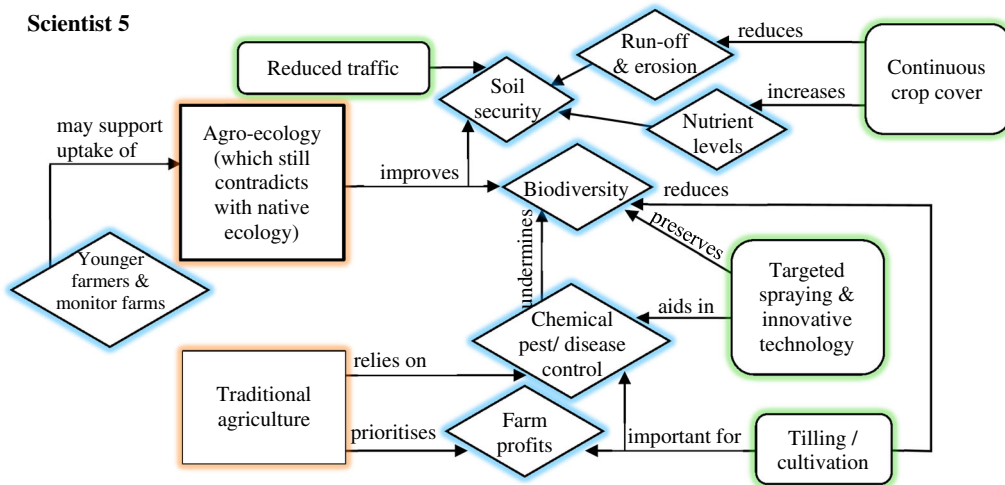 Scientist 5
Reduced traffic
Soil
security
Run-off
& erosion
reduces
Continuous
crop cover
increases
Nutrient
levels
may support
uptake of
Agro-ecology
(which still
contradicts
with native
ecology)
improves
Biodiversity
reduces
preserves
undermines
Younger
farmers &
monitor farms
Targeted
spraying &
innovative
technology
aids in
Chemical
pest/ disease
control
relies on
Traditional
agriculture
prioritises
Farm
profits
important for
Tilling /
cultivation